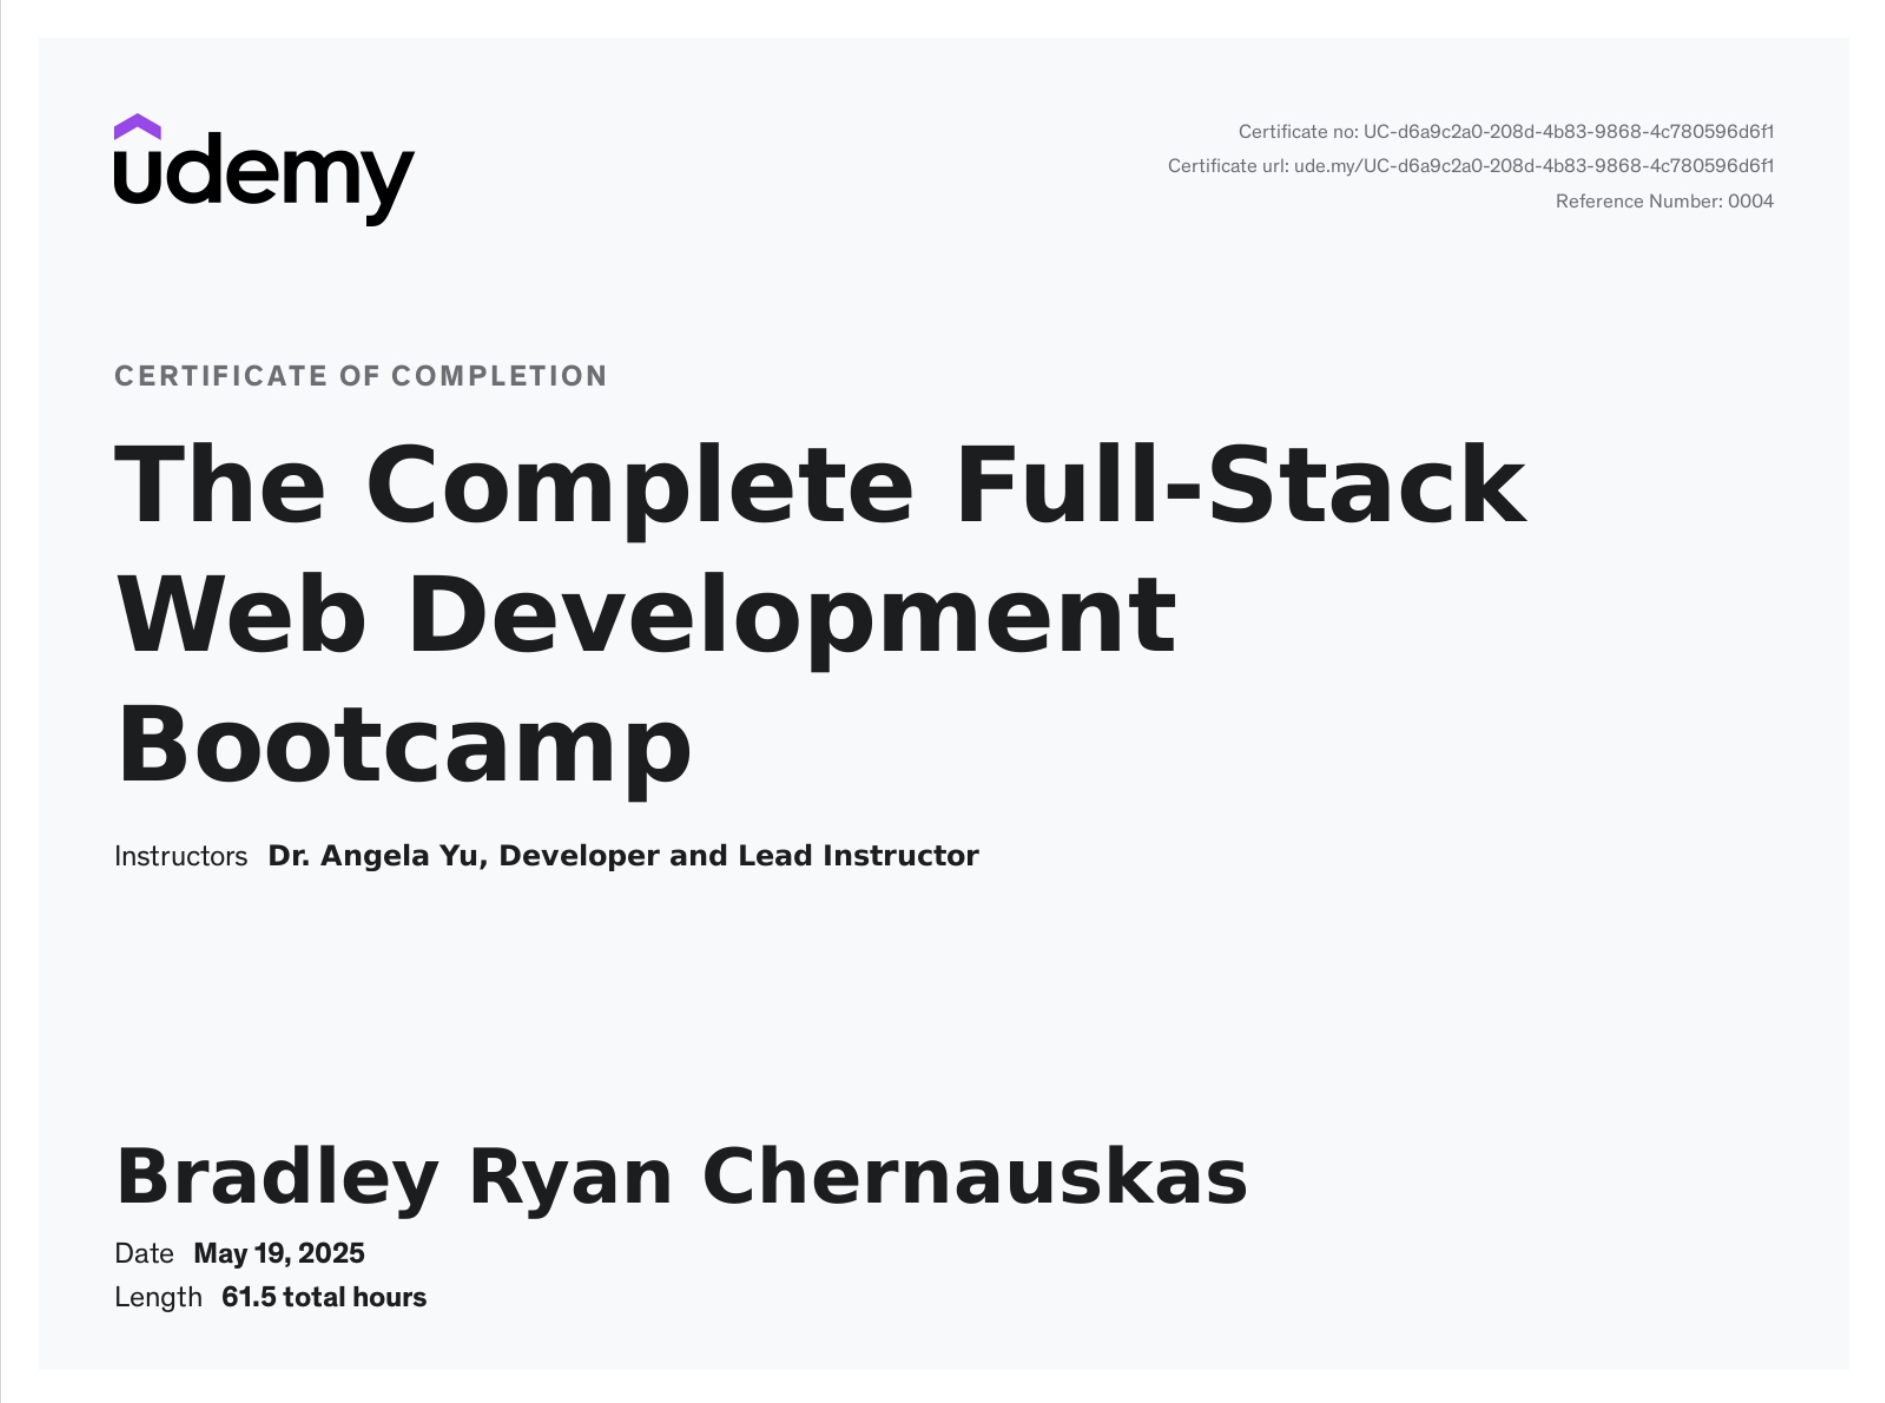 udemy
Certificate no: UC-d6a9c2a0-208d-4b83-9868-4c780596d6f1
Certificate url: ude.my/UC-d6a9c2a0-208d-4b83-9868-4c780596d6f1
Reference Number: 0004
CERTIFICATE OF COMPLETION
The Complete Full-Stack
Web Development
Bootcamp
Instructors Dr. Angela Yu, Developer and Lead Instructor
Bradley Ryan Chernauskas
Date May 19, 2025
Length 61.5 total hours